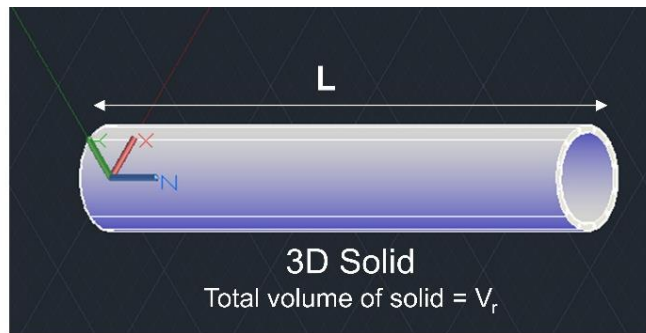 L
Y
X
Z
3D Solid
Total volume of solid = Vᵣ